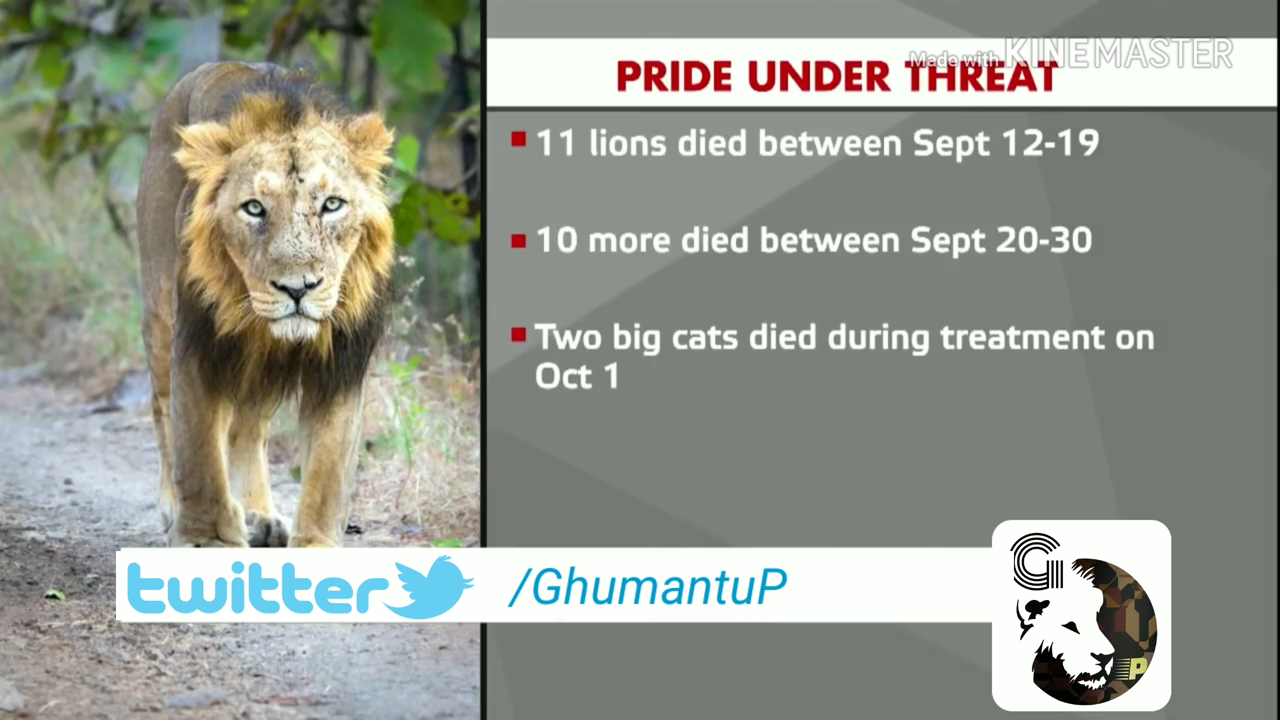 Made with KINEMASTER
PRIDE UNDER THREAT
11 lions died between Sept 12-19
10 more died between Sept 20-30
Two big cats died during treatment on
Oct 1
twitter /GhumantuP
G
P